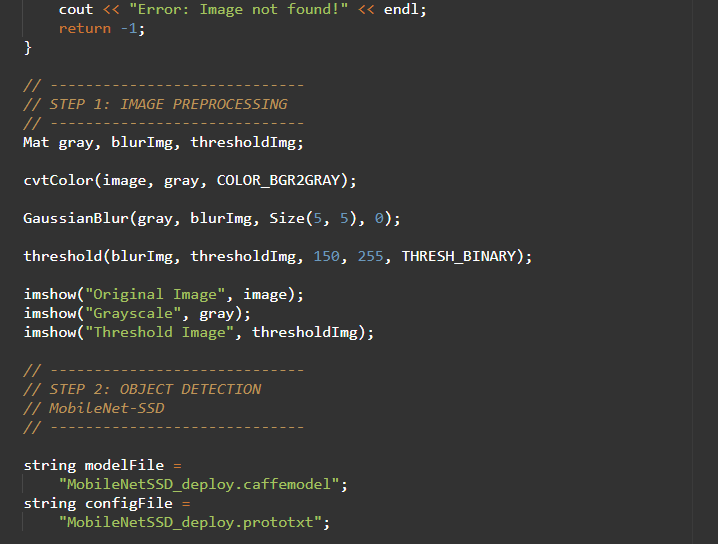 cout << "Error: Image not found!" << endl;
return -1;
}
// -----------------------------
// STEP 1: IMAGE PREPROCESSING
// -----------------------------
Mat gray, blurImg, thresholdImg;
cvtColor(image, gray, COLOR_BGR2GRAY);
GaussianBlur(gray, blurImg, Size(5, 5), 0);
threshold(blurImg, thresholdImg, 150, 255, THRESH_BINARY);
imshow("Original Image", image);
imshow("Grayscale", gray);
imshow("Threshold Image", thresholdImg);
// -----------------------------
// STEP 2: OBJECT DETECTION
// MobileNet-SSD
// -----------------------------
string modelFile =
"MobileNetSSD_deploy.caffemodel";
string configFile =
"MobileNetSSD_deploy.prototxt";